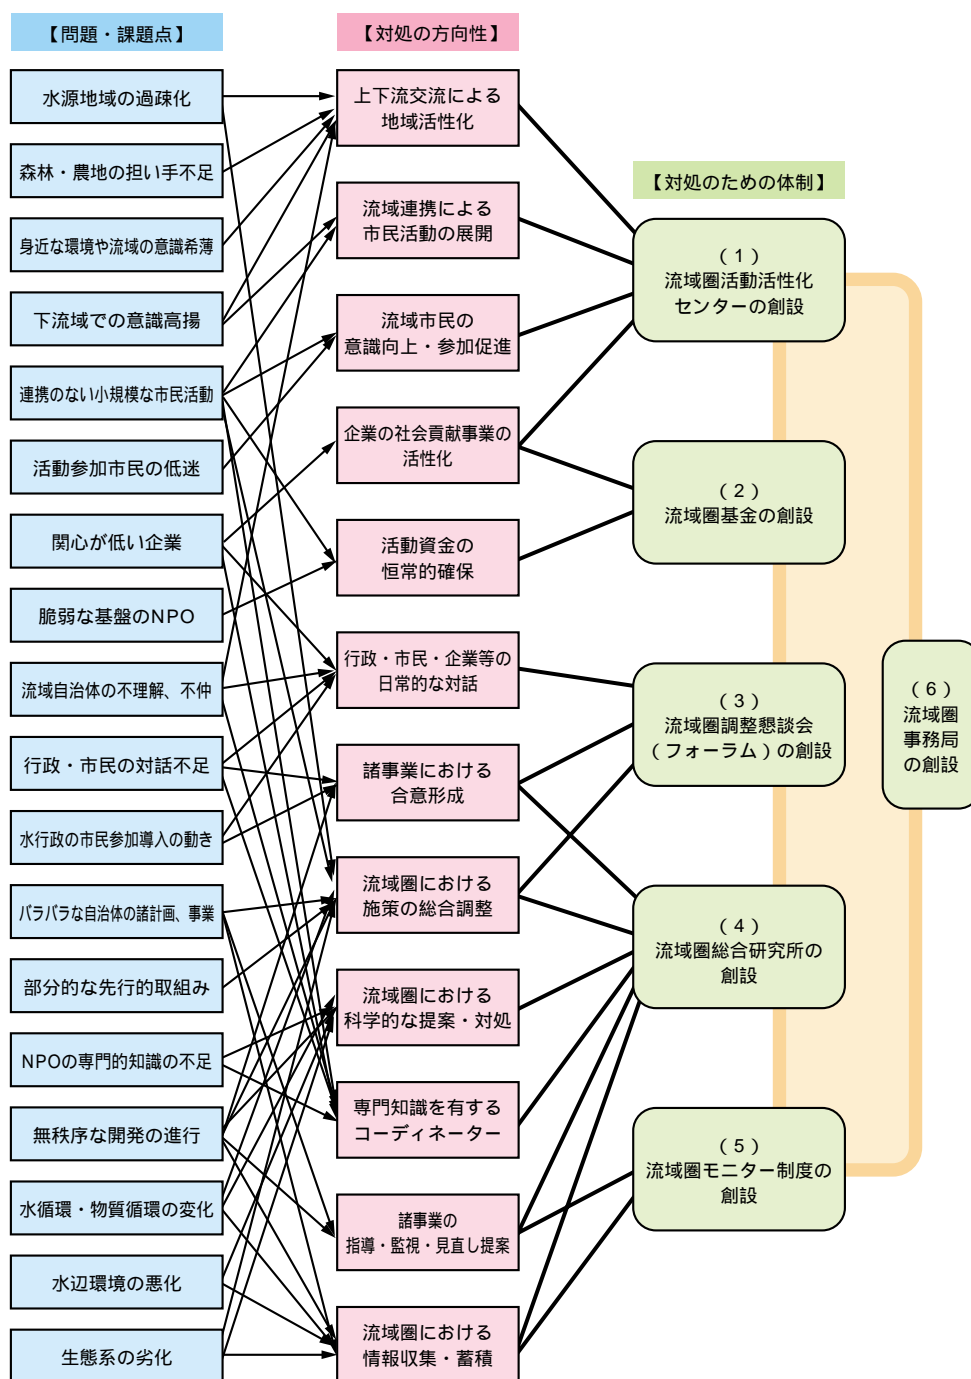 【問題・課題点】
水源地域の過疎化
森林・農地の担い手不足
身近な環境や流域の意識希薄
下流域での意識高揚
連携のない小規模な市民活動
活動参加市民の低迷
関心が低い企業
脆弱な基盤のNPO
流域自治体の不理解、不仲
行政・市民の対話不足
水行政の市民参加導入の動き
バラバラな自治体の諸計画、事業
部分的な先行的取組み
NPOの専門的知識の不足
無秩序な開発の進行
水循環・物質循環の変化
水辺環境の悪化
生態系の劣化
【対処の方向性】
上下流交流による
地域活性化
流域連携による
市民活動の展開
流域市民の
意識向上・参加促進
企業の社会貢献事業の
活性化
活動資金の
恒常的確保
行政・市民・企業等の
日常的な対話
諸事業における
合意形成
流域圏における
施策の総合調整
流域圏における
科学的な提案・対処
専門知識を有する
コーディネーター
諸事業の
指導・監視・見直し提案
流域圏における
情報収集・蓄積
【対処のための体制】
（1）
流域圏活動活性化
センターの創設
（2）
流域圏基金の創設
（3）
流域圏調整懇談会
（フォーラム）の創設
（4）
流域圏総合研究所の
創設
（5）
流域圏モニター制度の
創設
（6）
流域圏
事務局
の創設